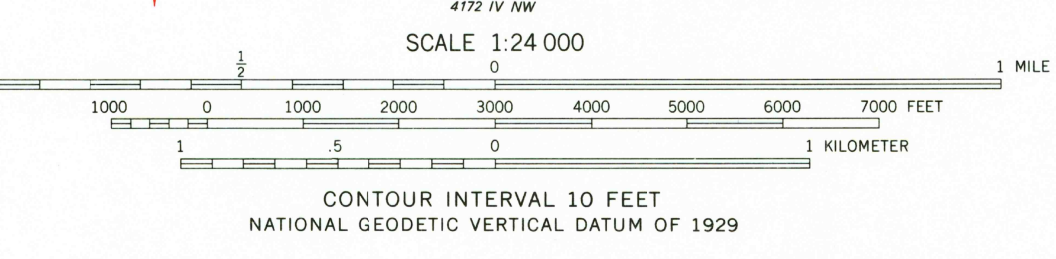 4172 IV NW
SCALE 1:24 000
1/2 0 1 MILE
1000 0 1000 2000 3000 4000 5000 6000 7000 FEET
1 .5 0 1 KILOMETER
CONTOUR INTERVAL 10 FEET
NATIONAL GEODETIC VERTICAL DATUM OF 1929